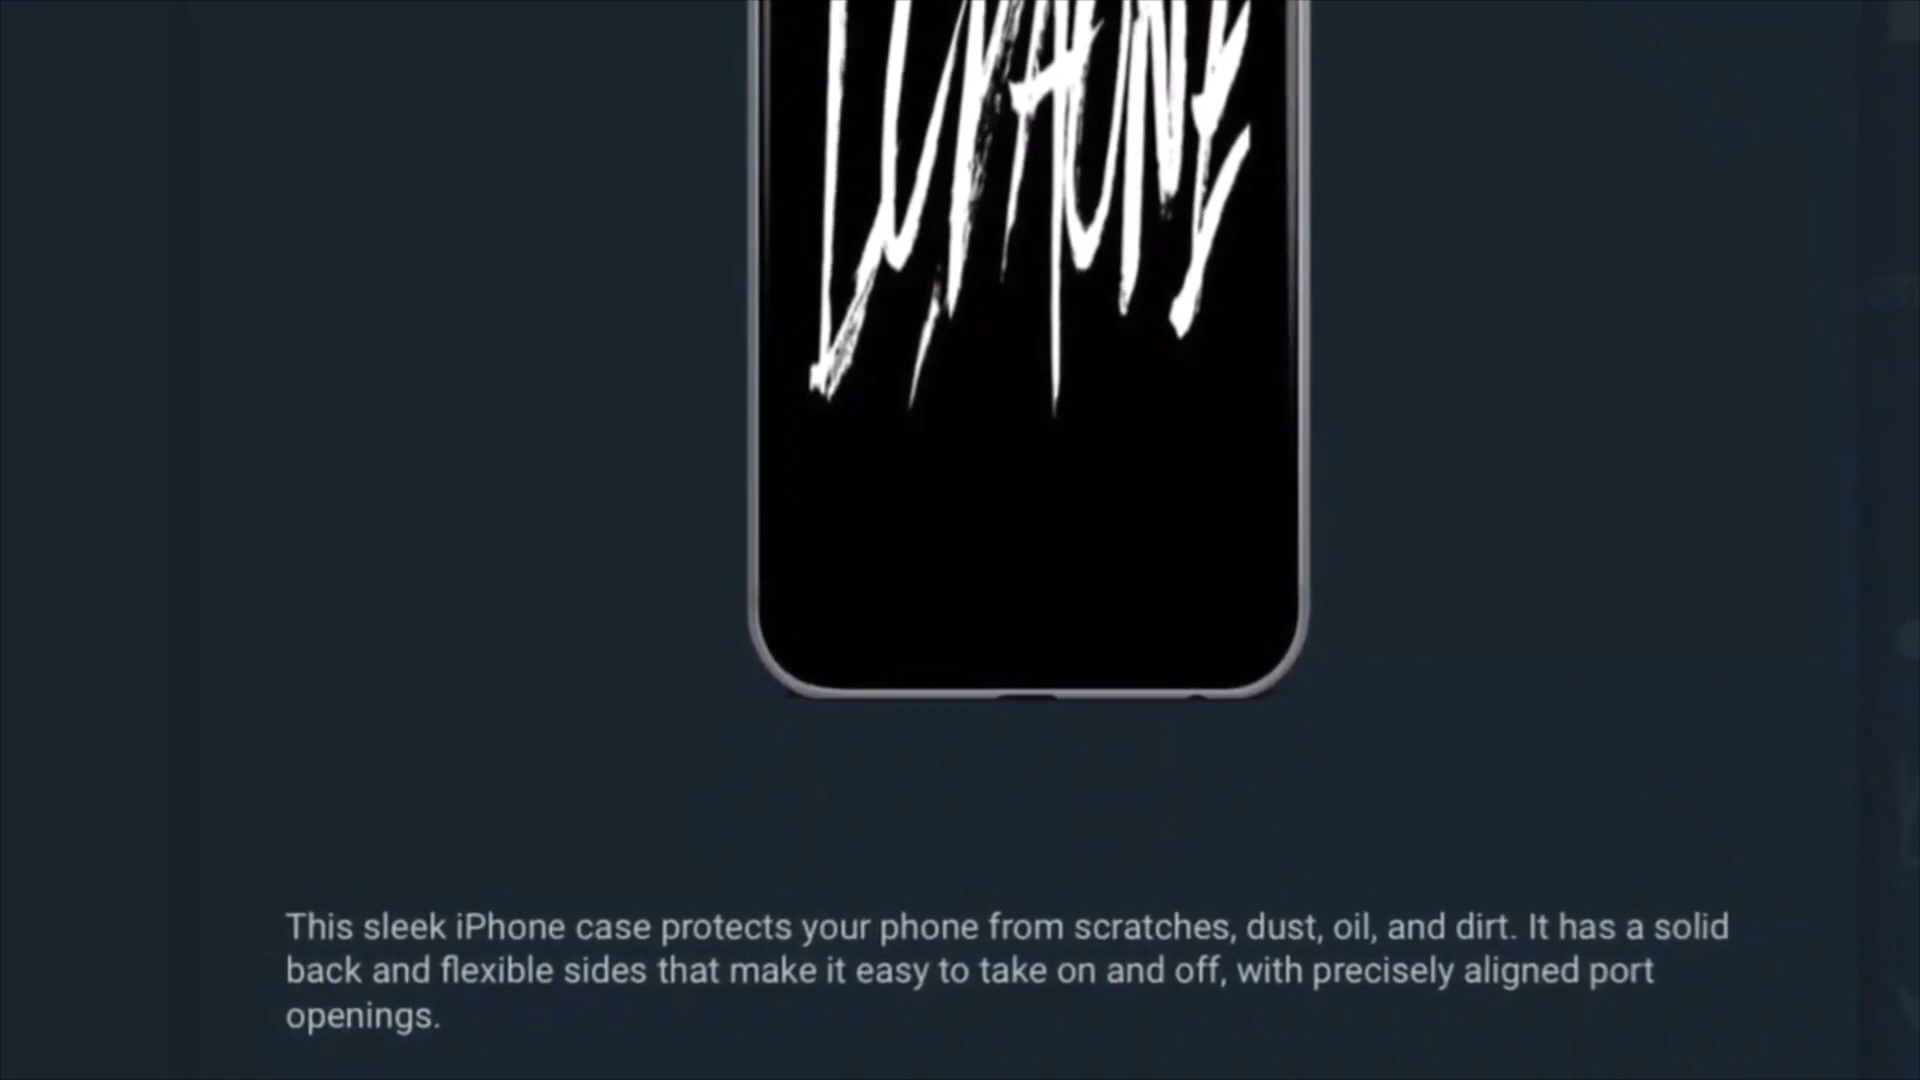 This sleek iPhone case protects your phone from scratches, dust, oil, and dirt. It has a solid
back and flexible sides that make it easy to take on and off, with precisely aligned port
openings.